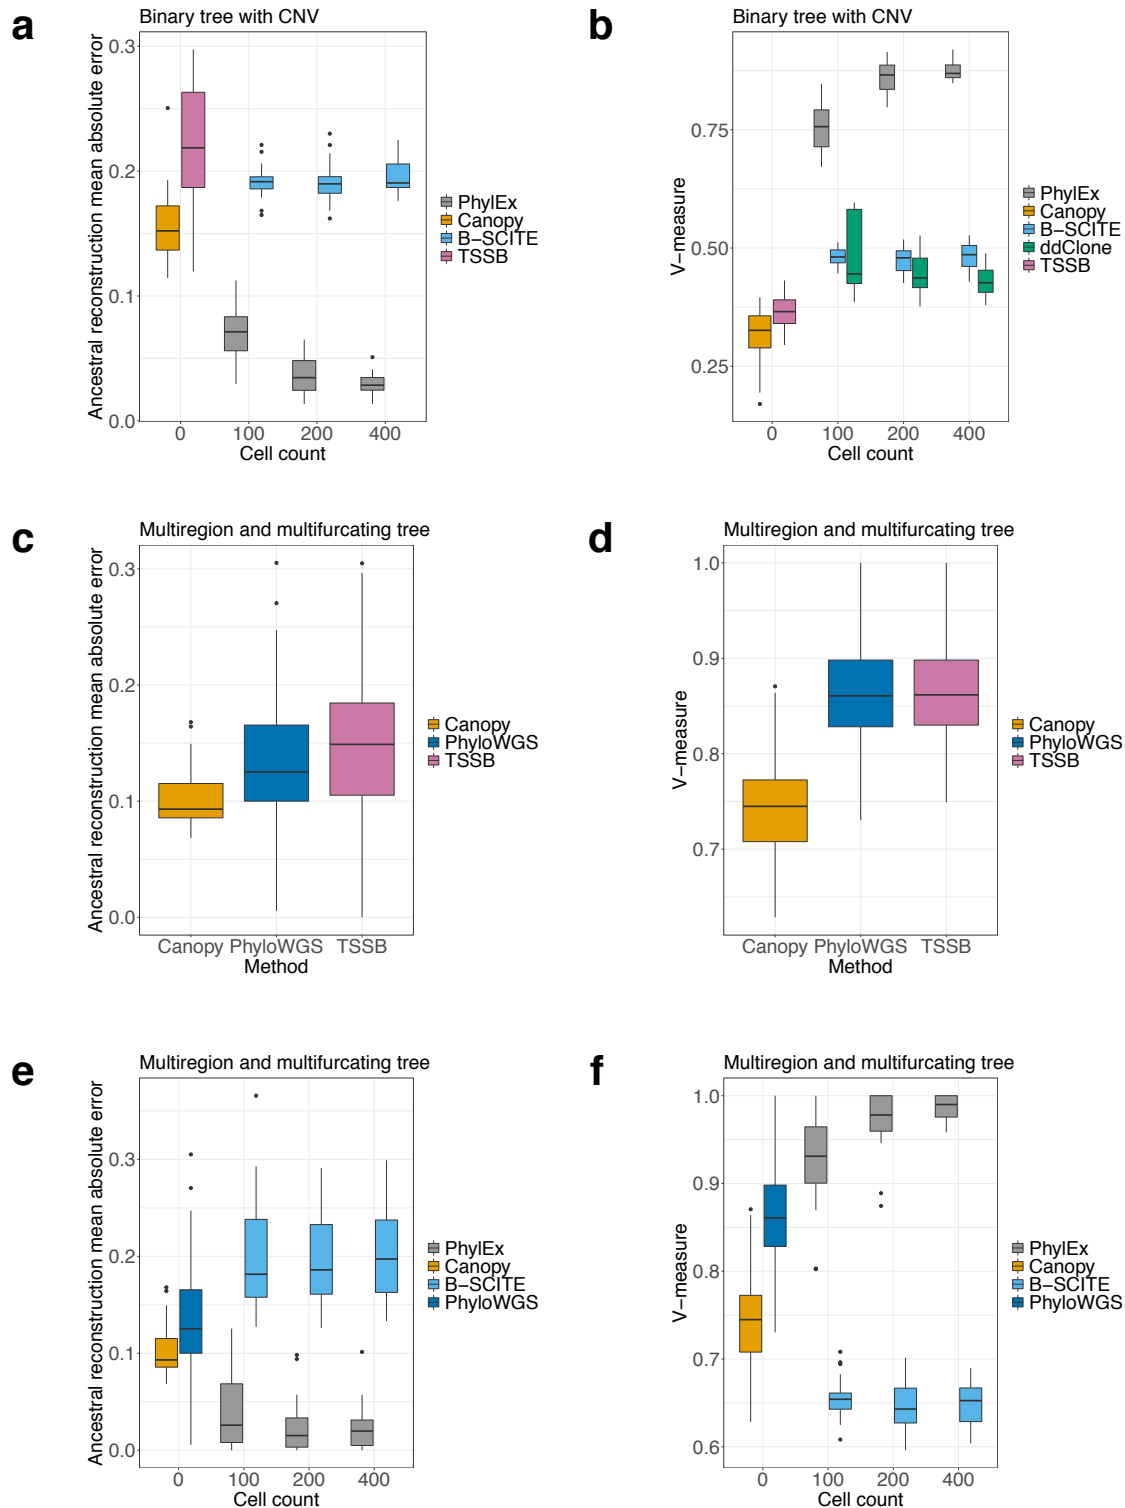 a
Binary tree with CNV
Ancestral reconstruction mean absolute error
0.3
0.2
0.1
0.0
0 100 200 400
Cell count
PhylEx
Canopy
B−SCITE
TSSB
b
Binary tree with CNV
V−measure
0.75
0.50
0.25
0 100 200 400
Cell count
PhylEx
Canopy
B−SCITE
ddClone
TSSB
c
Multiregion and multifurcating tree
Ancestral reconstruction mean absolute error
0.3
0.2
0.1
0.0
Canopy PhyloWGS TSSB
Method
Canopy
PhyloWGS
TSSB
d
Multiregion and multifurcating tree
V−measure
1.0
0.9
0.8
0.7
Canopy PhyloWGS TSSB
Method
Canopy
PhyloWGS
TSSB
e
Multiregion and multifurcating tree
Ancestral reconstruction mean absolute error
0.3
0.2
0.1
0.0
0 100 200 400
Cell count
PhylEx
Canopy
B−SCITE
PhyloWGS
f
Multiregion and multifurcating tree
V−measure
1.0
0.9
0.8
0.7
0.6
0 100 200 400
Cell count
PhylEx
Canopy
B−SCITE
PhyloWGS